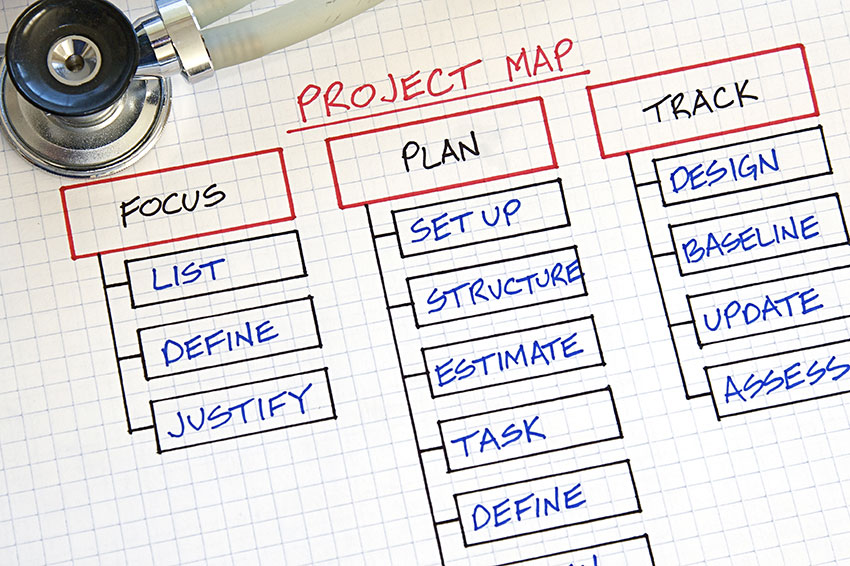 PROJECT MAP
FOCUS
LIST
DEFINE
JUSTIFY
PLAN
SET UP
STRUCTURE
ESTIMATE
TASK
DEFINE
TRACK
DESIGN
BASELINE
UPDATE
ASSESS